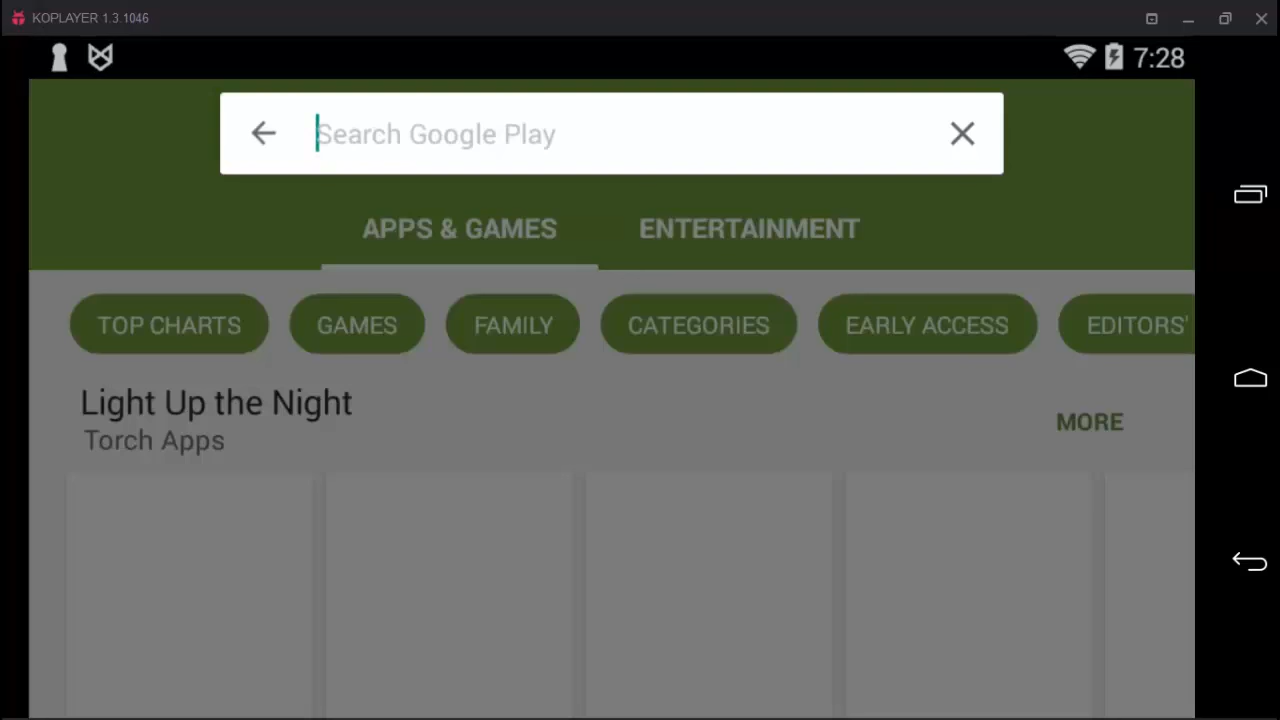 KOPLAYER 1.3.1046
7:28
Search Google Play
APPS & GAMES ENTERTAINMENT
TOP CHARTS GAMES FAMILY CATEGORIES EARLY ACCESS EDITORS'
Light Up the Night
MORE
Torch Apps